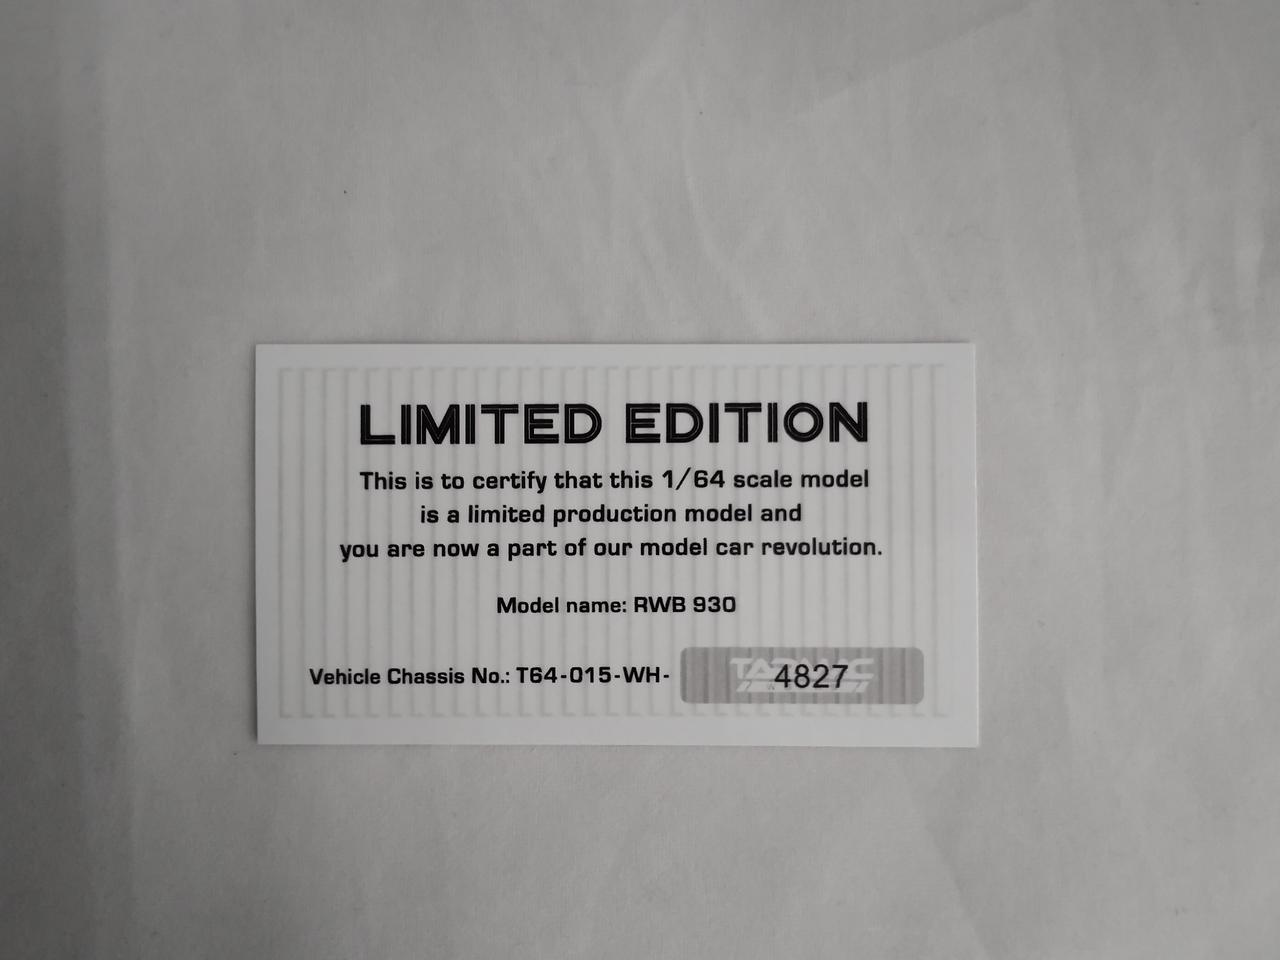 LIMITED EDITION
This is to certify that this 1/64 scale model
is a limited production model and
you are now a part of our model car revolution.
Model name: RWB 930
Vehicle Chassis No.: T64-015-WH- 4827